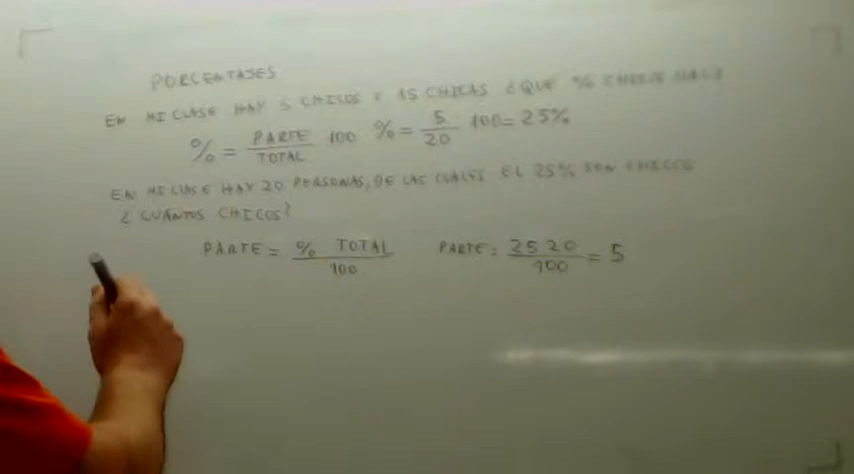 PORCENTAJES
EN MI CLASE HAY 5 CHICOS Y 15 CHICAS ¿QUE % CHICOS HAY?
% = PARTE / TOTAL 100 % = 5 / 20 100 = 25%
EN MI CLASE HAY 20 PERSONAS, DE LAS CUALES EL 25% SON CHICOS
¿CUANTOS CHICOS?
PARTE = % TOTAL / 100 PARTE = 25 20 / 100 = 5